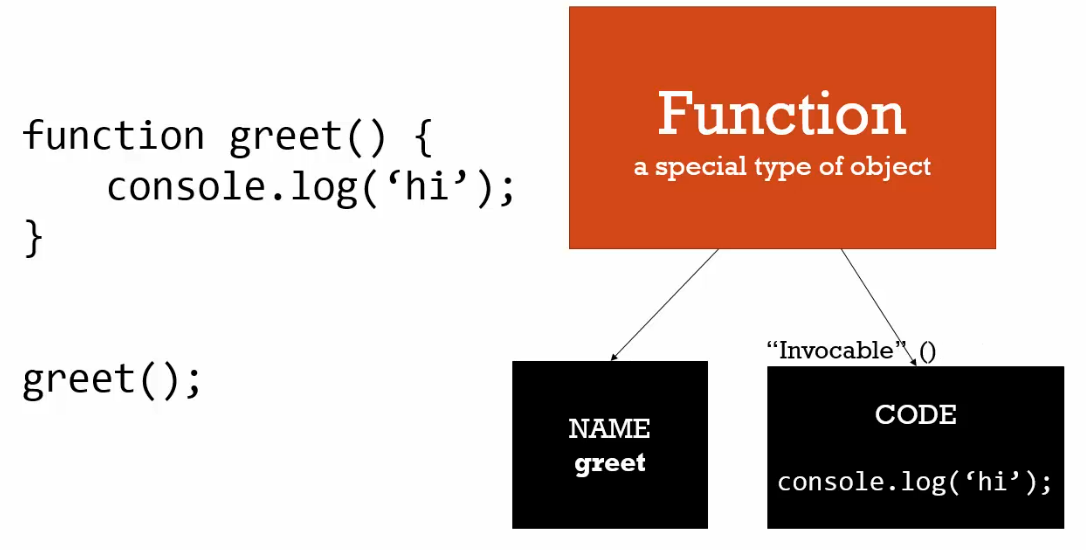 function greet() {
console.log(‘hi’);
}
greet();
Function
a special type of object
“Invocable” ()
NAME
greet
CODE
console.log(‘hi’);